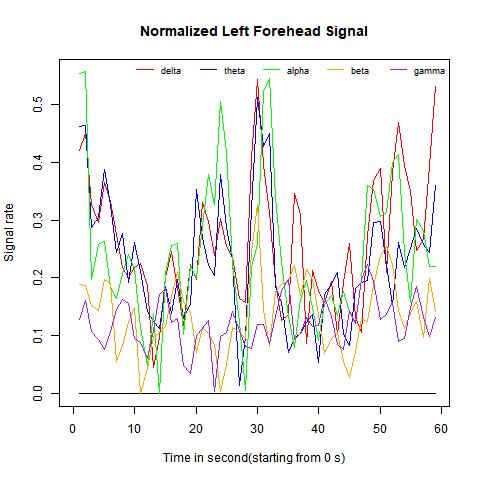 Normalized Left Forehead Signal
delta theta alpha beta gamma
Signal rate
0.5
0.4
0.3
0.2
0.1
0.0
0 10 20 30 40 50 60
Time in second(starting from 0 s)